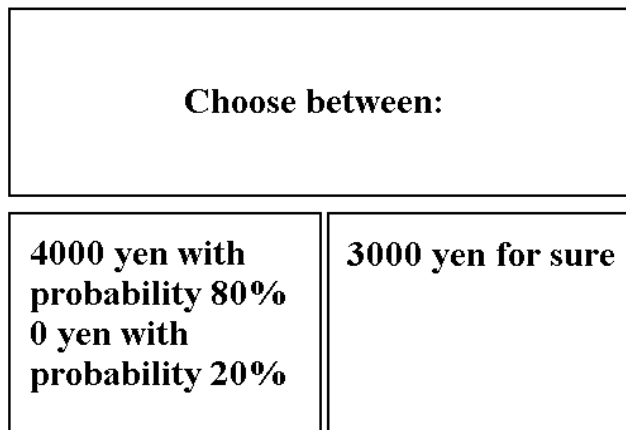 Choose between:
4000 yen with
probability 80%
0 yen with
probability 20%
3000 yen for sure